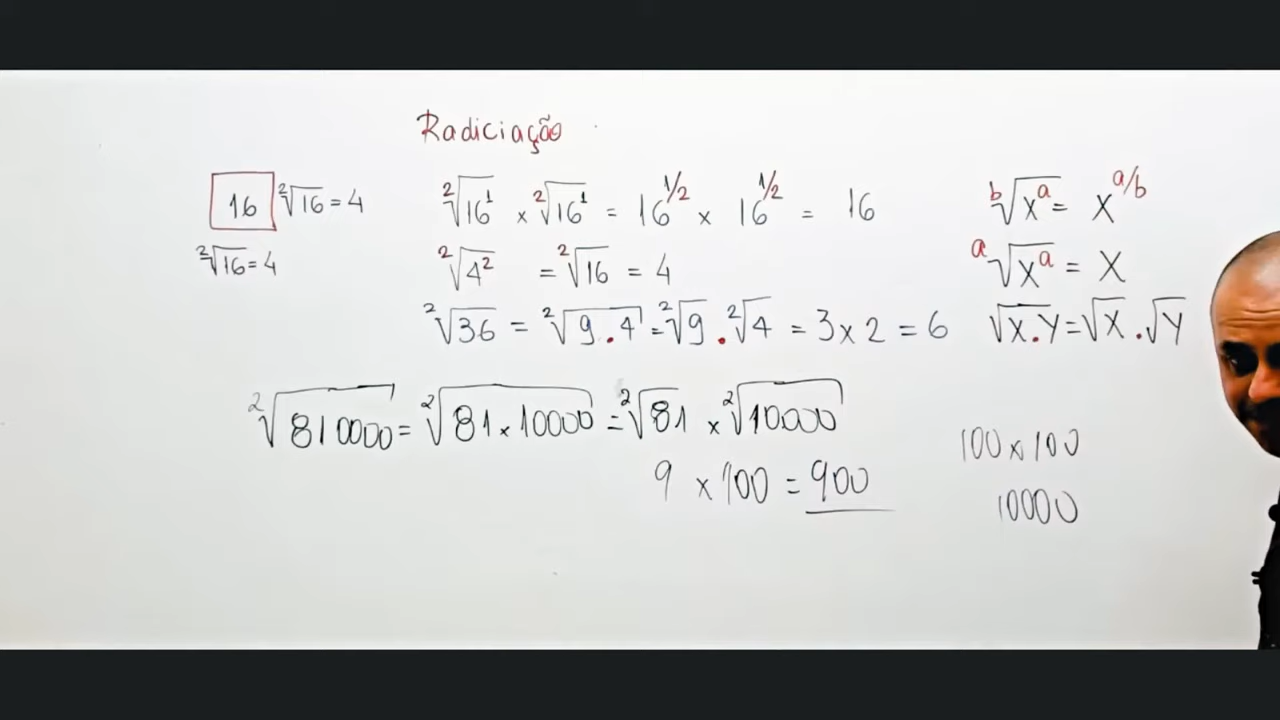 Radiciação
16 ²√16 = 4
²√16 = 4
²√16¹ × ²√16¹ = 16^1/2 × 16^1/2 = 16
²√4² = ²√16 = 4
²√36 = ²√9.4 = ²√9 . ²√4 = 3 × 2 = 6
ᵇ√xᵃ = x^a/b
ᵃ√xᵃ = x
√x.y = √x . √y
²√810000 = ²√81 × 10000 = ²√81 × ²√10000
9 × 100 = 900
100 × 100
10000